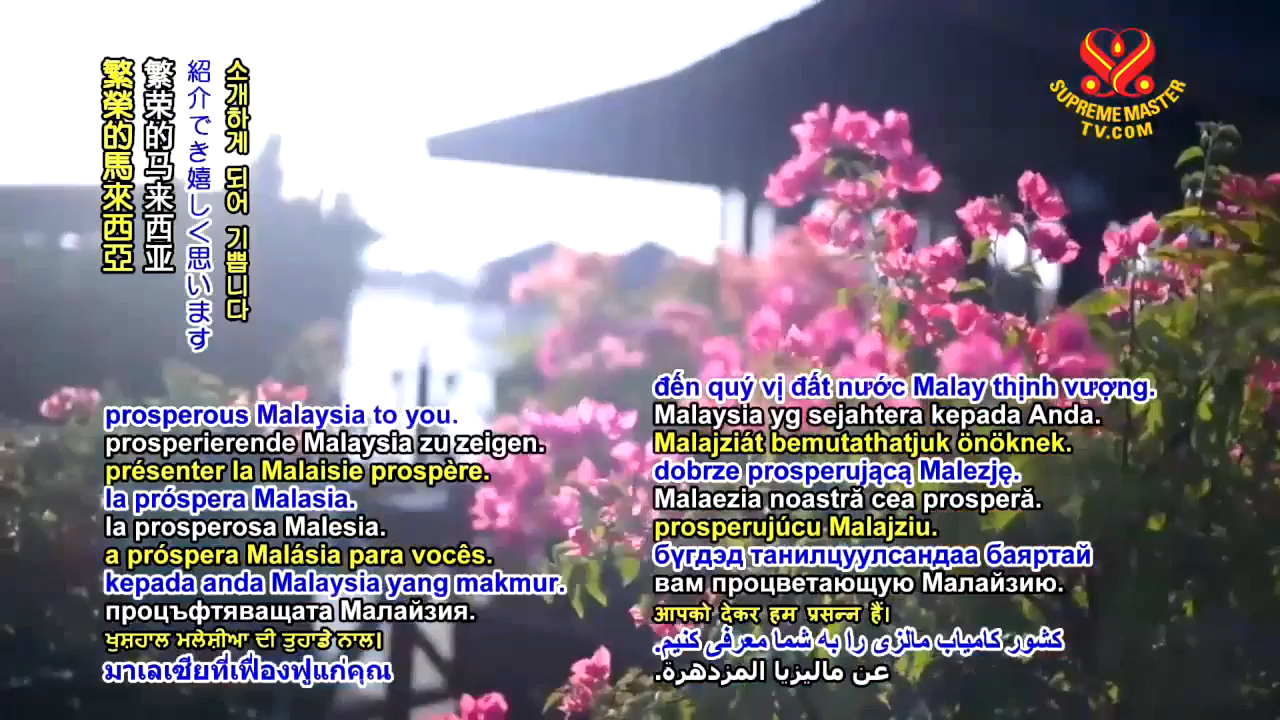 繁榮的馬來西亞
繁荣的马来西亚
紹介でき嬉しく思います
소개하게 되어 기쁩니다
SUPREME MASTER
TV.COM
prosperous Malaysia to you.
prosperierende Malaysia zu zeigen.
présenter la Malaisie prospère.
la próspera Malasia.
la prosperosa Malesia.
a próspera Malásia para vocês.
kepada anda Malaysia yang makmur.
процъфтяващата Малайзия.
ਖੁਸ਼ਹਾਲ ਮਲੇਸ਼ੀਆ ਦੀ ਤੁਹਾਡੇ ਨਾਲ।
มาเลเซียที่เฟื่องฟูแก่คุณ
đến quý vị đất nước Malay thịnh vượng.
Malaysia yg sejahtera kepada Anda.
Malajziát bemutathatjuk önöknek.
dobrze prosperującą Malezję.
Malaezia noastră cea prosperă.
prosperujúcu Malajziu.
бүгдэд танилцуулсандаа баяртай
вам процветающую Малайзию.
आपको देकर हम प्रसन्न हैं।
کشور کامیاب مالزی را به شما معرفی کنیم.
عن ماليزيا المزدهرة.